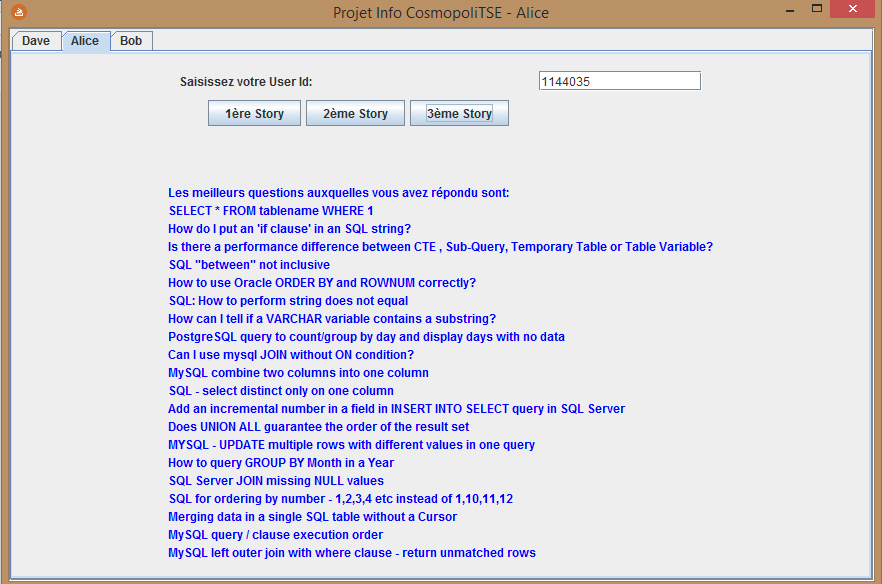 Projet Info CosmopoliTSE - Alice
Dave Alice Bob
Saisissez votre User Id: 1144035
1ère Story 2ème Story 3ème Story
Les meilleurs questions auxquelles vous avez répondu sont:
SELECT * FROM tablename WHERE 1
How do I put an 'if clause' in an SQL string?
Is there a performance difference between CTE , Sub-Query, Temporary Table or Table Variable?
SQL "between" not inclusive
How to use Oracle ORDER BY and ROWNUM correctly?
SQL: How to perform string does not equal
How can I tell if a VARCHAR variable contains a substring?
PostgreSQL query to count/group by day and display days with no data
Can I use mysql JOIN without ON condition?
MySQL combine two columns into one column
SQL - select distinct only on one column
Add an incremental number in a field in INSERT INTO SELECT query in SQL Server
Does UNION ALL guarantee the order of the result set
MYSQL - UPDATE multiple rows with different values in one query
How to query GROUP BY Month in a Year
SQL Server JOIN missing NULL values
SQL for ordering by number - 1,2,3,4 etc instead of 1,10,11,12
Merging data in a single SQL table without a Cursor
MySQL query / clause execution order
MySQL left outer join with where clause - return unmatched rows